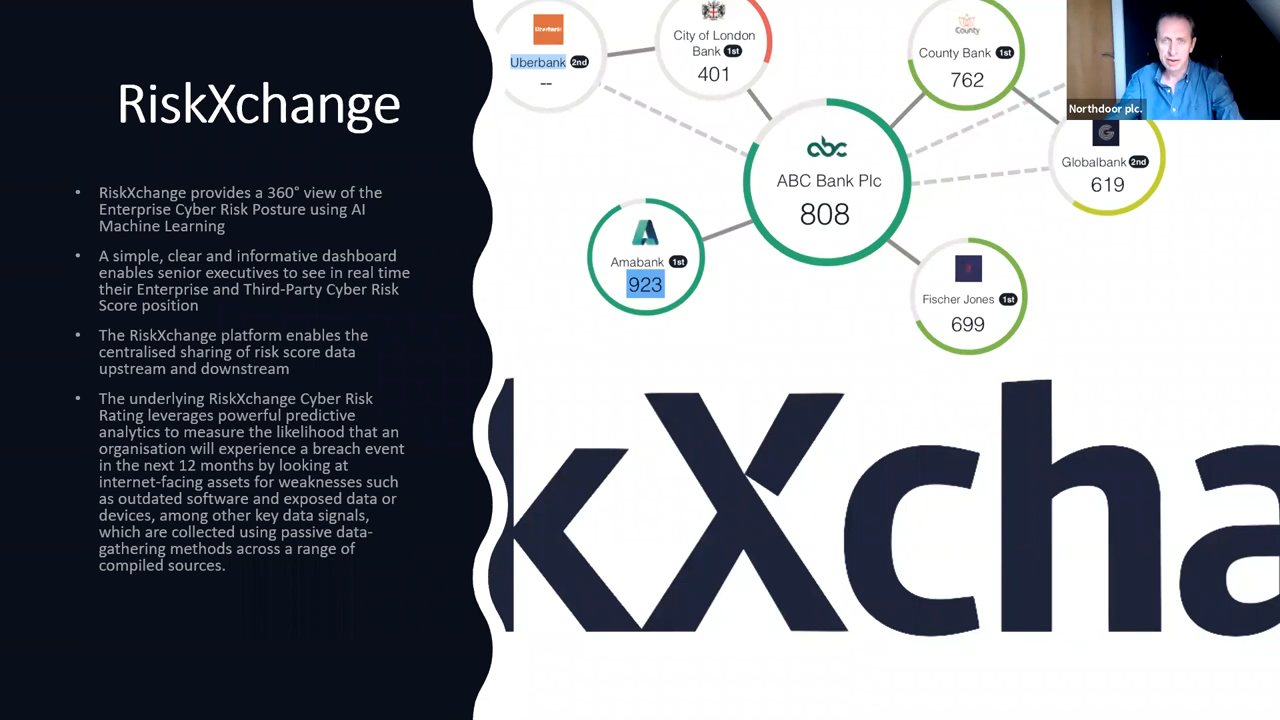 RiskXchange
• RiskXchange provides a 360° view of the
Enterprise Cyber Risk Posture using AI
Machine Learning
• A simple, clear and informative dashboard
enables senior executives to see in real time
their Enterprise and Third-Party Cyber Risk
Score position
• The RiskXchange platform enables the
centralised sharing of risk score data
upstream and downstream
• The underlying RiskXchange Cyber Risk
Rating leverages powerful predictive
analytics to measure the likelihood that an
organisation will experience a breach event
in the next 12 months by looking at
internet-facing assets for weaknesses such
as outdated software and exposed data or
devices, among other key data signals,
which are collected using passive data-
gathering methods across a range of
compiled sources.
Uberbank
Uberbank 2nd
--
City of London
Bank 1st
401
County
County Bank 1st
762
Northdoor plc.
G
Globalbank 2nd
619
abc
ABC Bank Plc
808
Amabank 1st
923
Fischer Jones 1st
699
kXcha